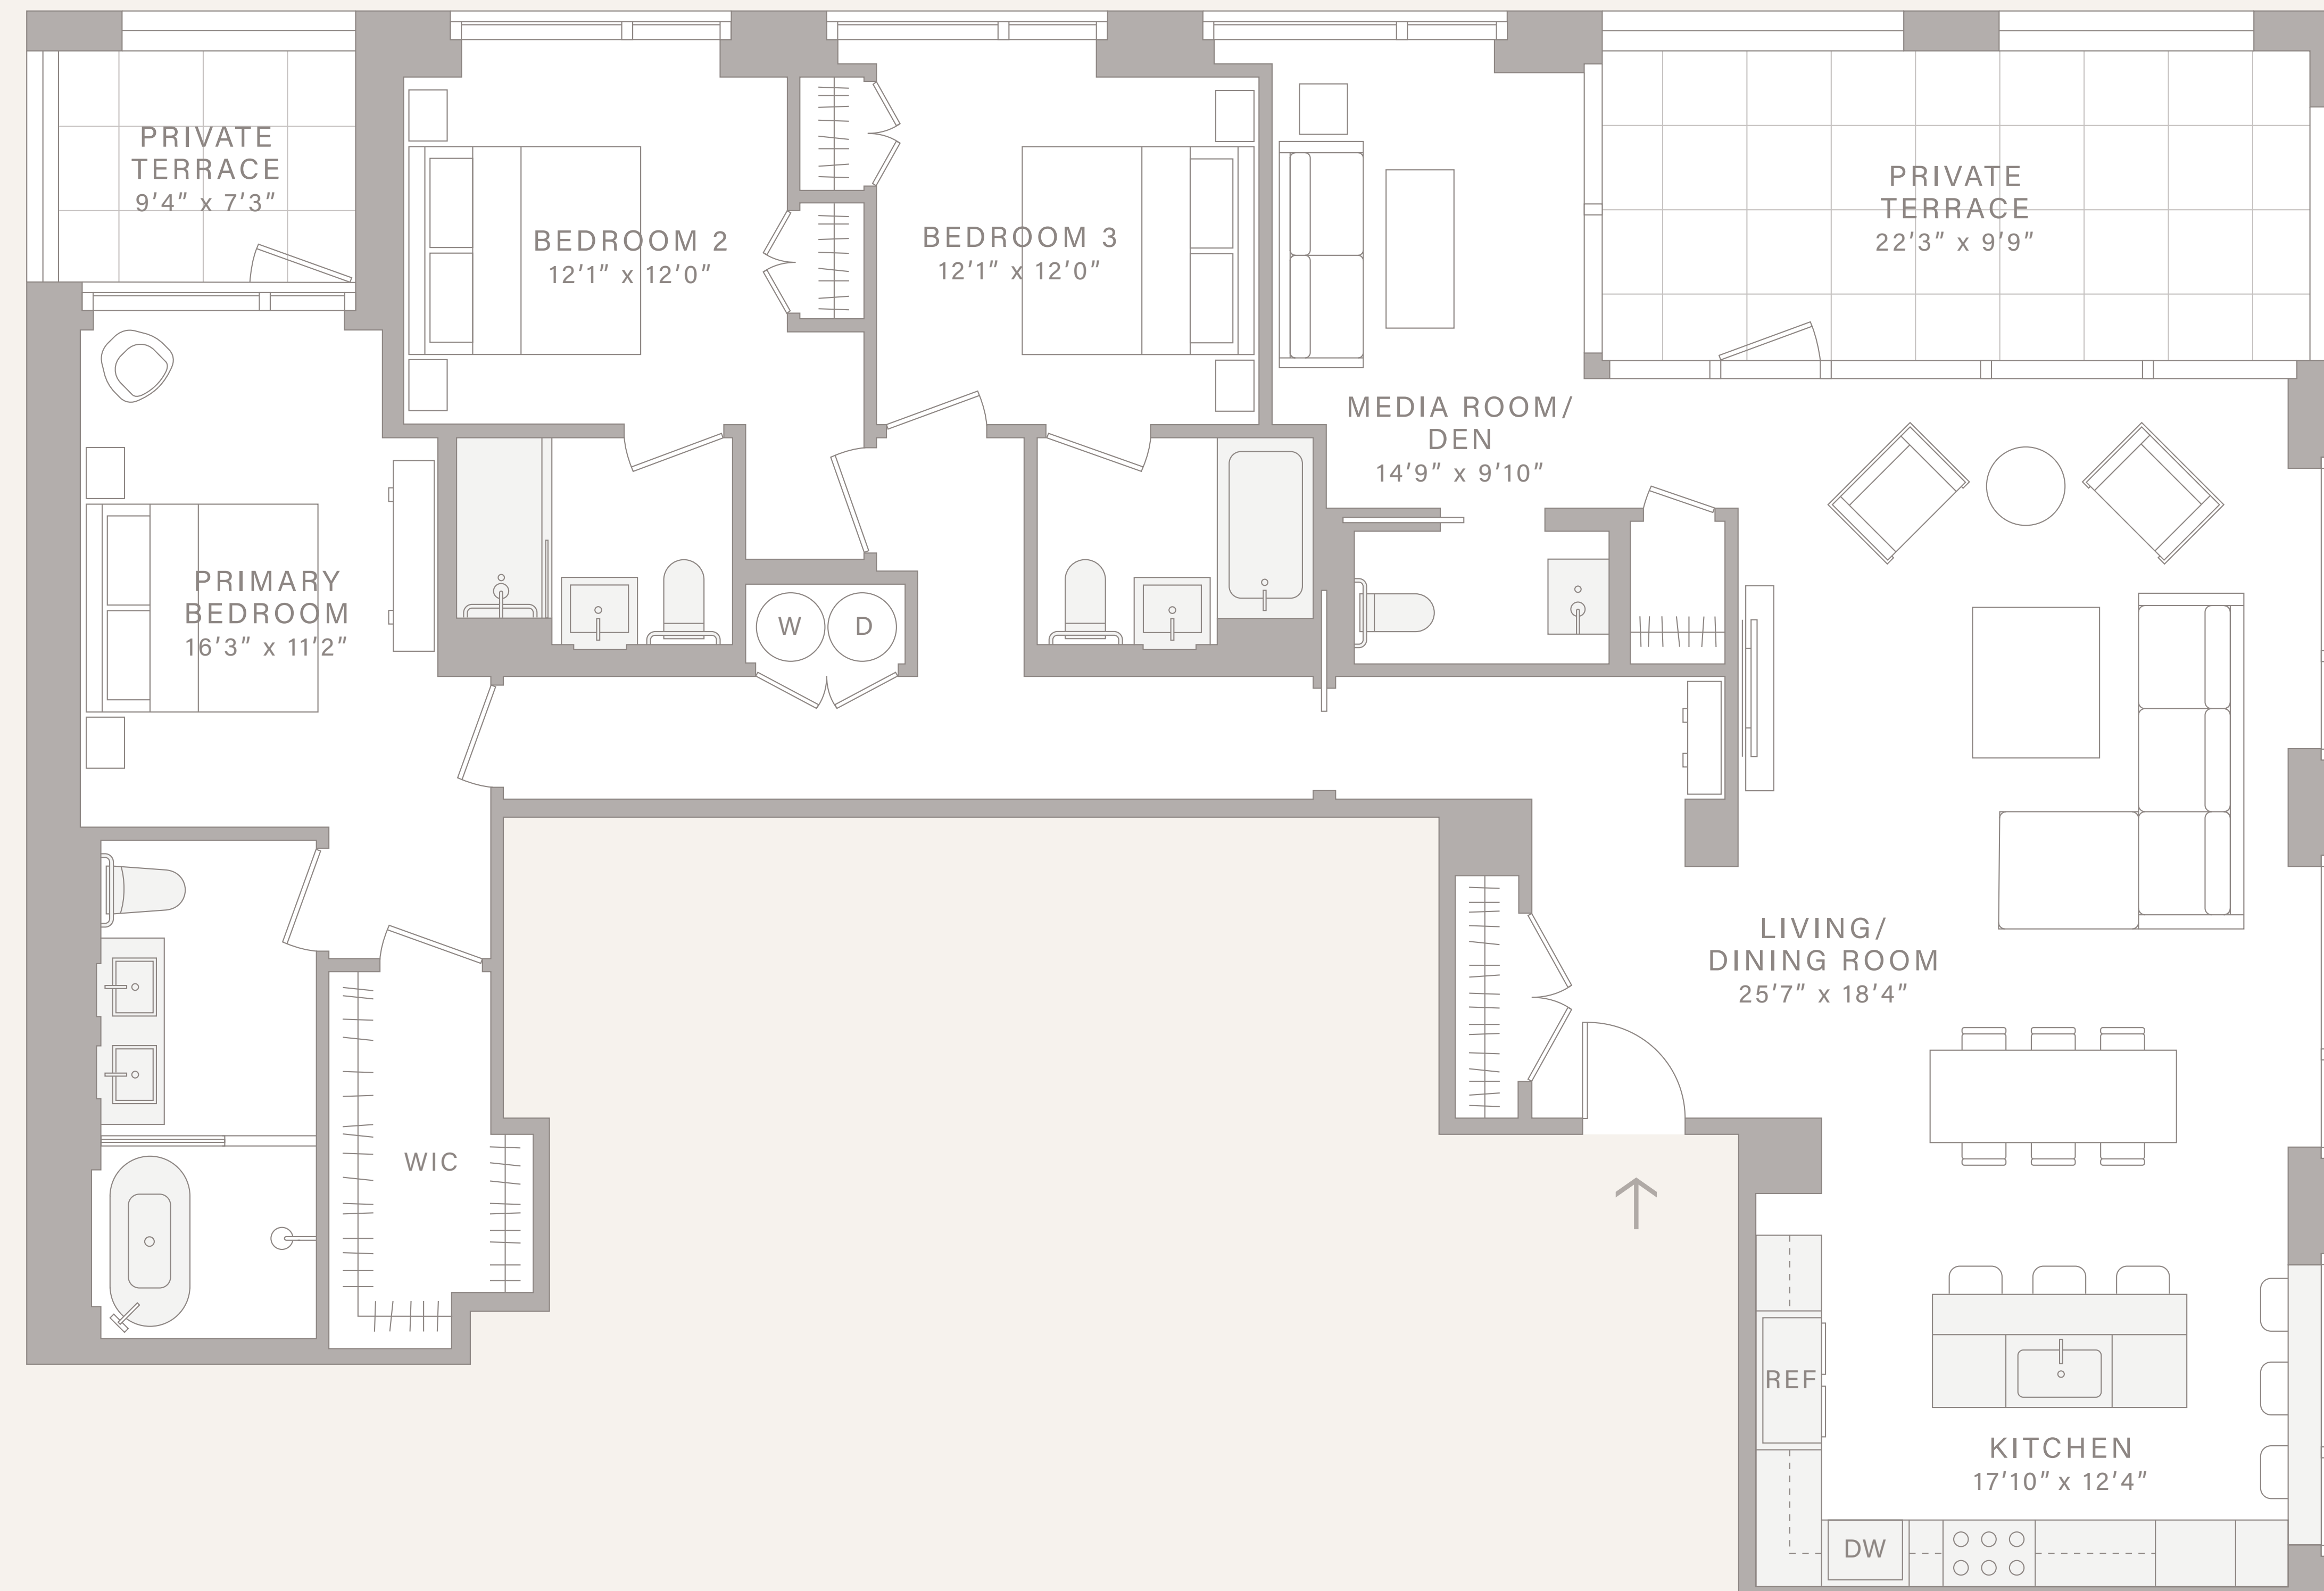 PRIVATE
TERRACE
9'4" x 7'3"
BEDROOM 2
12'1" x 12'0"
BEDROOM 3
12'1" x 12'0"
PRIVATE
TERRACE
22'3" x 9'9"
MEDIA ROOM/
DEN
14'9" x 9'10"
PRIMARY
BEDROOM
16'3" x 11'2"
W
D
LIVING/
DINING ROOM
25'7" x 18'4"
WIC
REF
KITCHEN
17'10" x 12'4"
DW